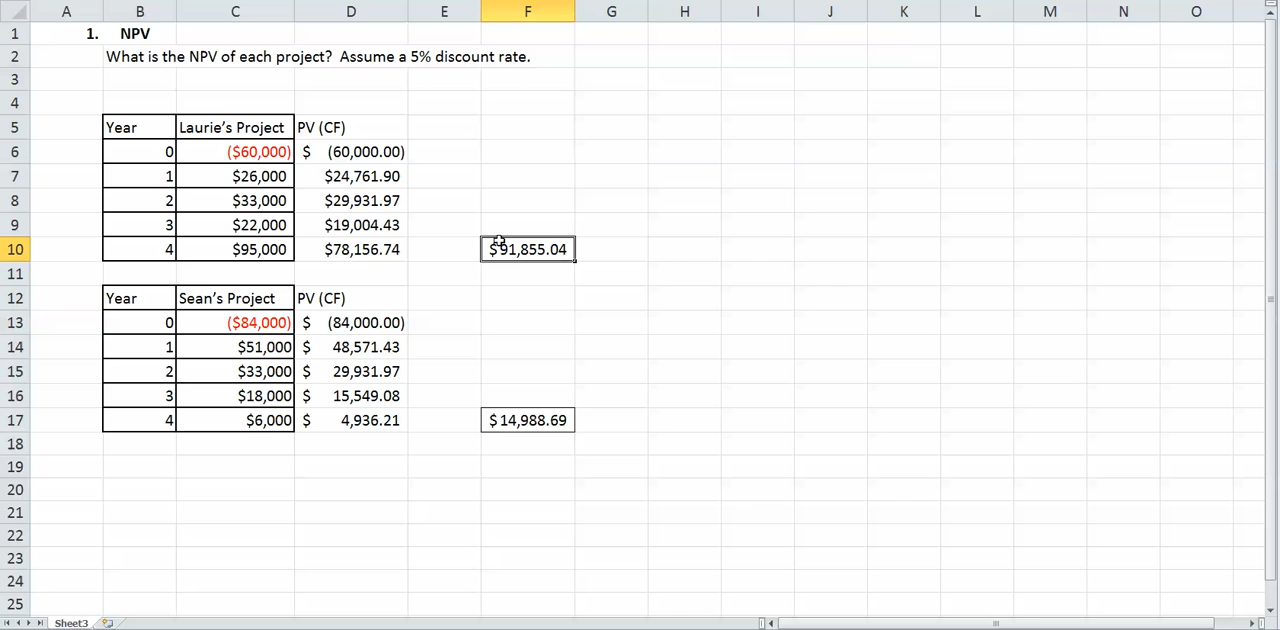 A B C D E F G H I J K L M N O
1 1. NPV
2 What is the NPV of each project? Assume a 5% discount rate.
3
4
5 Year Laurie’s Project PV (CF)
6 0 ($60,000) $ (60,000.00)
7 1 $26,000 $24,761.90
8 2 $33,000 $29,931.97
9 3 $22,000 $19,004.43
10 4 $95,000 $78,156.74 $91,855.04
11
12 Year Sean’s Project PV (CF)
13 0 ($84,000) $ (84,000.00)
14 1 $51,000 $ 48,571.43
15 2 $33,000 $ 29,931.97
16 3 $18,000 $ 15,549.08
17 4 $6,000 $ 4,936.21 $14,988.69
18
19
20
21
22
23
24
25
Sheet3